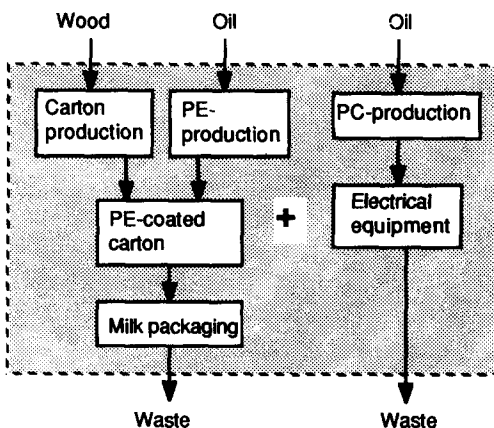 Wood
Oil
Oil
Carton
production
PE-
production
PC-production
PE-coated
carton
+
Electrical
equipment
Milk packaging
Waste
Waste